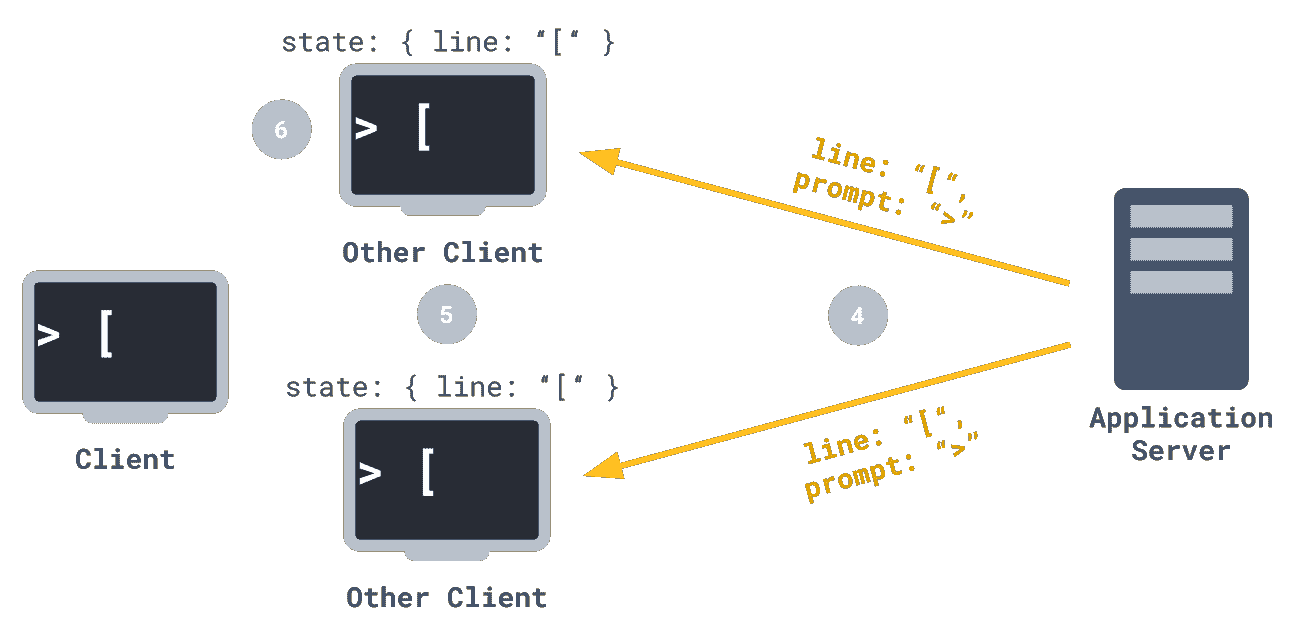 state: { line: “[“ }
> [
6
Other Client
line: “[“,
prompt: “>”
> [
Client
5
4
Application
Server
state: { line: “[“ }
> [
Other Client
line: “[“,
prompt: “>”